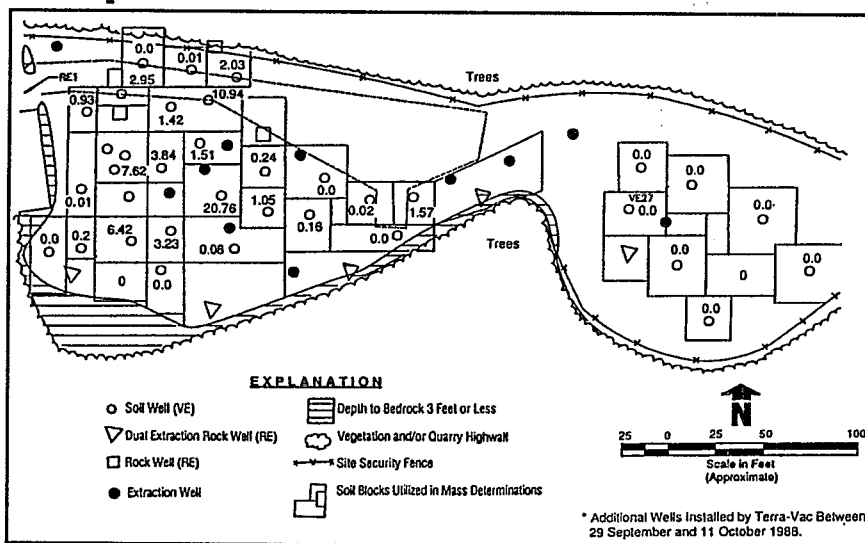 0.0
0.01
2.03
Trees
RE1
2.95
0.93
10.94
1.42
3.84
1.51
0.24
7.62
0.0
0.01
20.76
1.05
0.02
1.57
0.16
6.42
0.0
0.2
3.23
0.08
0.0
0
0.0
Trees
0.0
0.0
VE27
0.0
0.0
0.0
0.0
0
0.0
EXPLANATION
Soil Well (VE)
Dual Extraction Rock Well (RE)
Rock Well (RE)
Extraction Well
Depth to Bedrock 3 Feet or Less
Vegetation and/or Quarry Highwall
Site Security Fence
Soil Blocks Utilized in Mass Determinations
N
25 0 25 50 100
Scale in Feet
(Approximate)
* Additional Wells Installed by Terra-Vac Between
29 September and 11 October 1988.